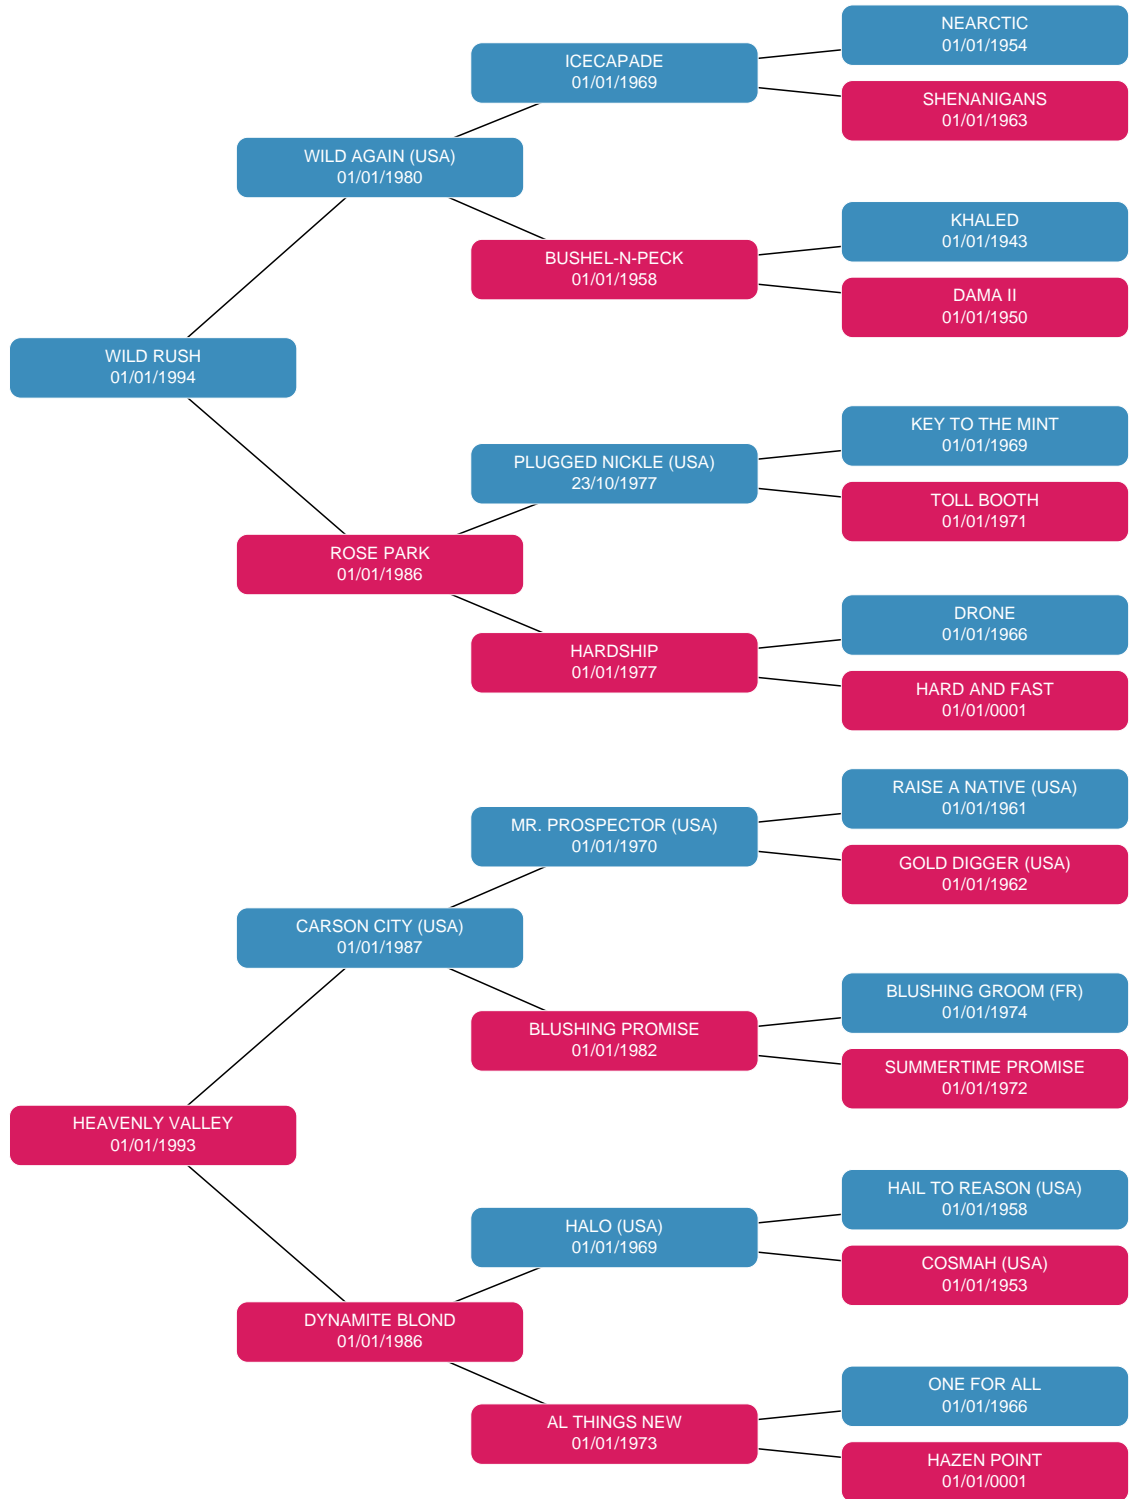 NEARCTIC
01/01/1954
ICECAPADE
01/01/1969
SHENANIGANS
01/01/1963
WILD AGAIN (USA)
01/01/1980
KHALED
01/01/1943
BUSHEL-N-PECK
01/01/1958
DAMA II
01/01/1950
WILD RUSH
01/01/1994
KEY TO THE MINT
01/01/1969
PLUGGED NICKLE (USA)
23/10/1977
TOLL BOOTH
01/01/1971
ROSE PARK
01/01/1986
DRONE
01/01/1966
HARDSHIP
01/01/1977
HARD AND FAST
01/01/0001
RAISE A NATIVE (USA)
01/01/1961
MR. PROSPECTOR (USA)
01/01/1970
GOLD DIGGER (USA)
01/01/1962
CARSON CITY (USA)
01/01/1987
BLUSHING GROOM (FR)
01/01/1974
BLUSHING PROMISE
01/01/1982
SUMMERTIME PROMISE
01/01/1972
HEAVENLY VALLEY
01/01/1993
HAIL TO REASON (USA)
01/01/1958
HALO (USA)
01/01/1969
COSMAH (USA)
01/01/1953
DYNAMITE BLOND
01/01/1986
ONE FOR ALL
01/01/1966
AL THINGS NEW
01/01/1973
HAZEN POINT
01/01/0001